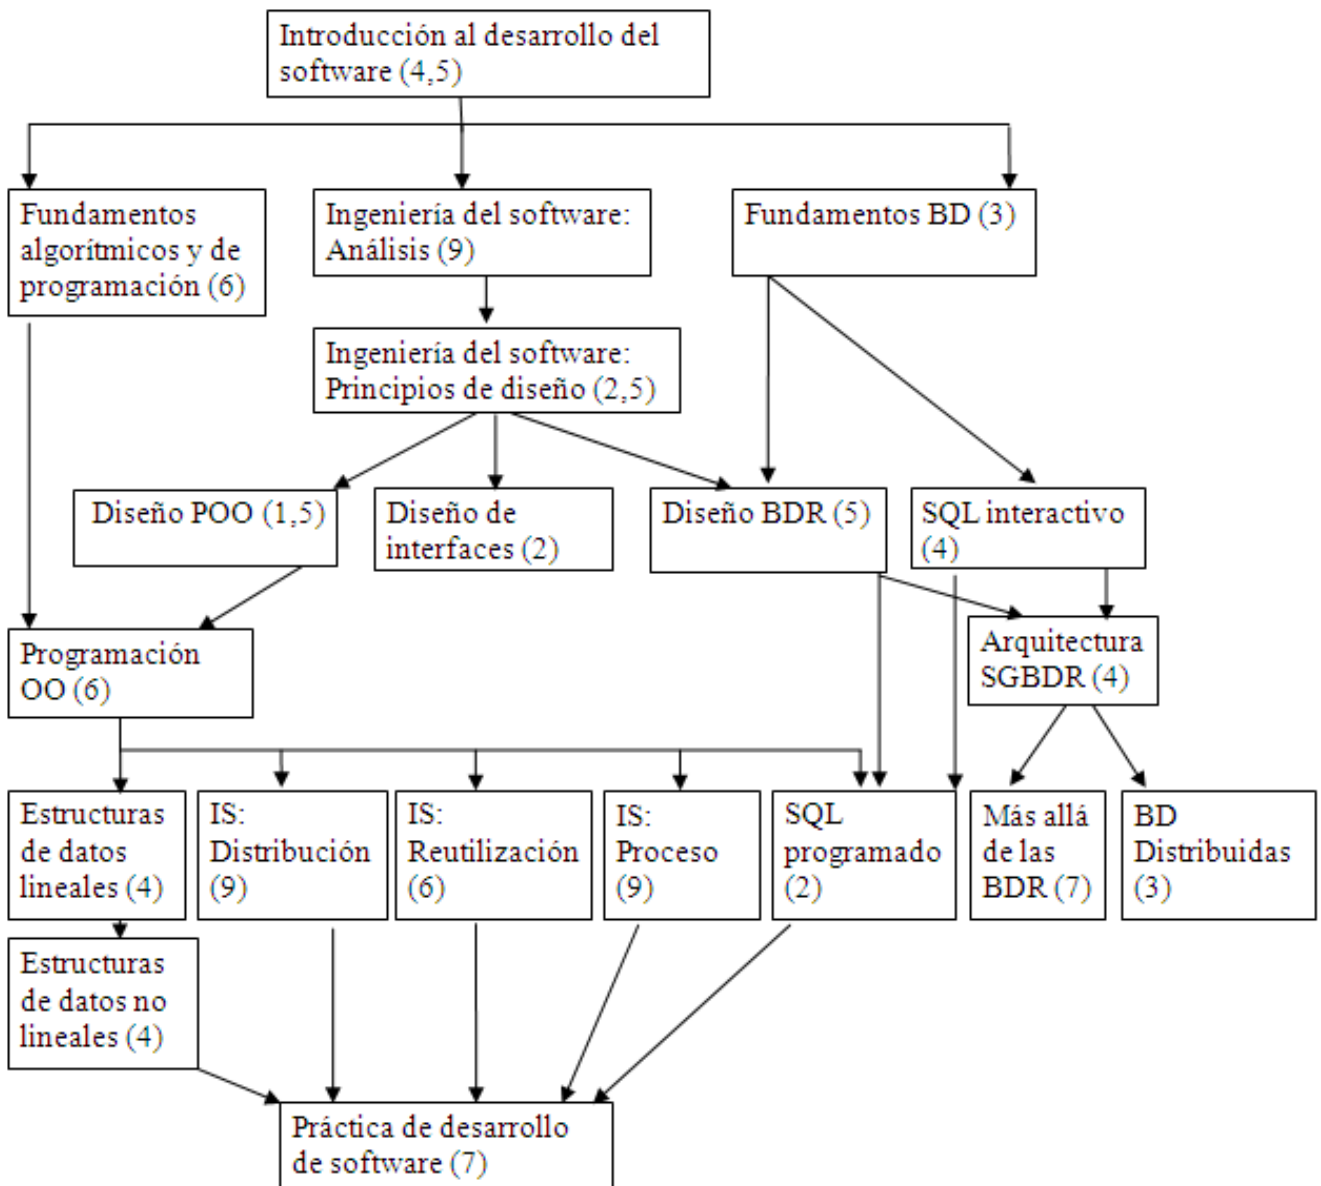 Introducción al desarrollo del
software (4,5)
Fundamentos
algorítmicos y de
programación (6)
Ingeniería del software:
Análisis (9)
Fundamentos BD (3)
Ingeniería del software:
Principios de diseño (2,5)
Diseño POO (1,5)
Diseño de
interfaces (2)
Diseño BDR (5)
SQL interactivo
(4)
Programación
OO (6)
Arquitectura
SGBDR (4)
Estructuras
de datos
lineales (4)
IS:
Distribución
(9)
IS:
Reutilización
(6)
IS:
Proceso
(9)
SQL
programado
(2)
Más allá
de las
BDR (7)
BD
Distribuidas
(3)
Estructuras
de datos no
lineales (4)
Práctica de desarrollo
de software (7)